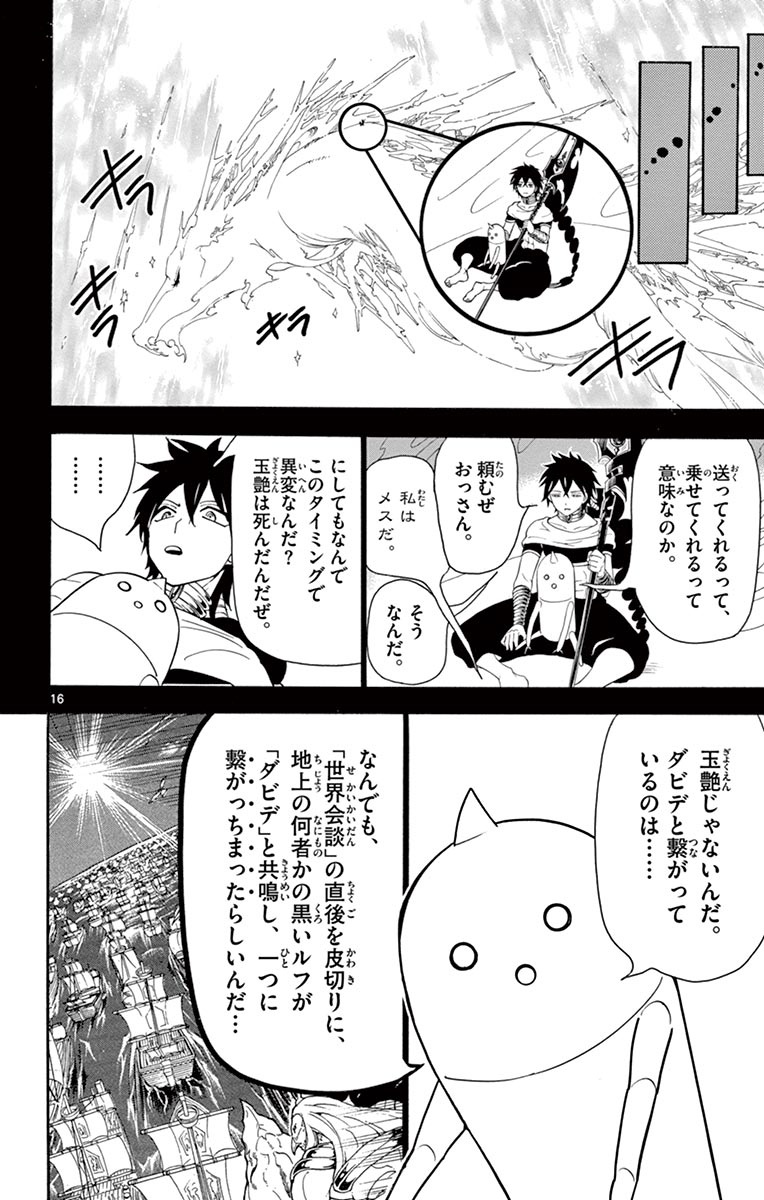 キラ
キラ
キラ
キラ
送ってくれるって、
乗せてくれるって
意味なのか。
頼むぜ
おっさん。
私は
メスだ。
そう
なんだ。
にしてもなんで
このタイミングで
異変なんだ？
玉艶は死んだんだぜ。
……
……
16
玉艶じゃないんだ。
ダビデと繋がって
いるのは……
なんでも、
「世界会談」の直後を皮切りに、
地上の何者かの黒いルフが
「ダビデ」と共鳴し、一つに
繋がっちまったらしいんだ…